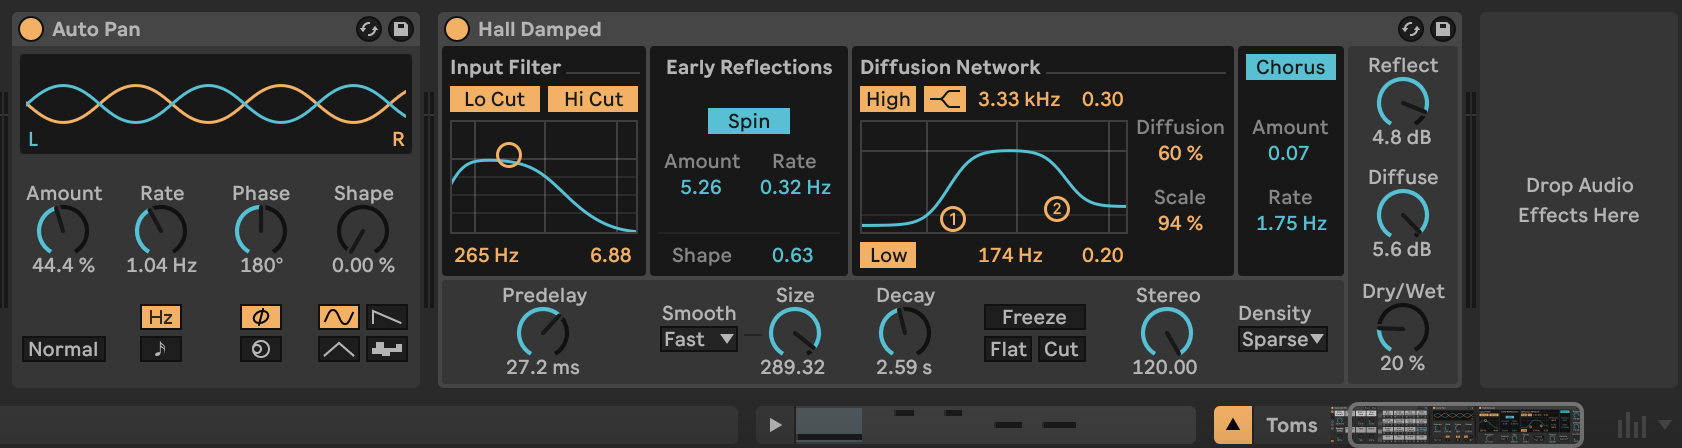 Auto Pan
L
R
Amount
Rate
Phase
Shape
44.4 %
1.04 Hz
180°
0.00 %
Normal
Hz
Φ
Hall Damped
Input Filter
Lo Cut
Hi Cut
265 Hz
6.88
Early Reflections
Spin
Amount
Rate
5.26
0.32 Hz
Shape
0.63
Diffusion Network
High
3.33 kHz
0.30
1
2
Diffusion
60 %
Scale
94 %
Low
174 Hz
0.20
Chorus
Amount
0.07
Rate
1.75 Hz
Predelay
27.2 ms
Smooth
Fast
Size
289.32
Decay
2.59 s
Freeze
Flat
Cut
Stereo
120.00
Density
Sparse
Reflect
4.8 dB
Diffuse
5.6 dB
Dry/Wet
20 %
Drop Audio
Effects Here
Toms